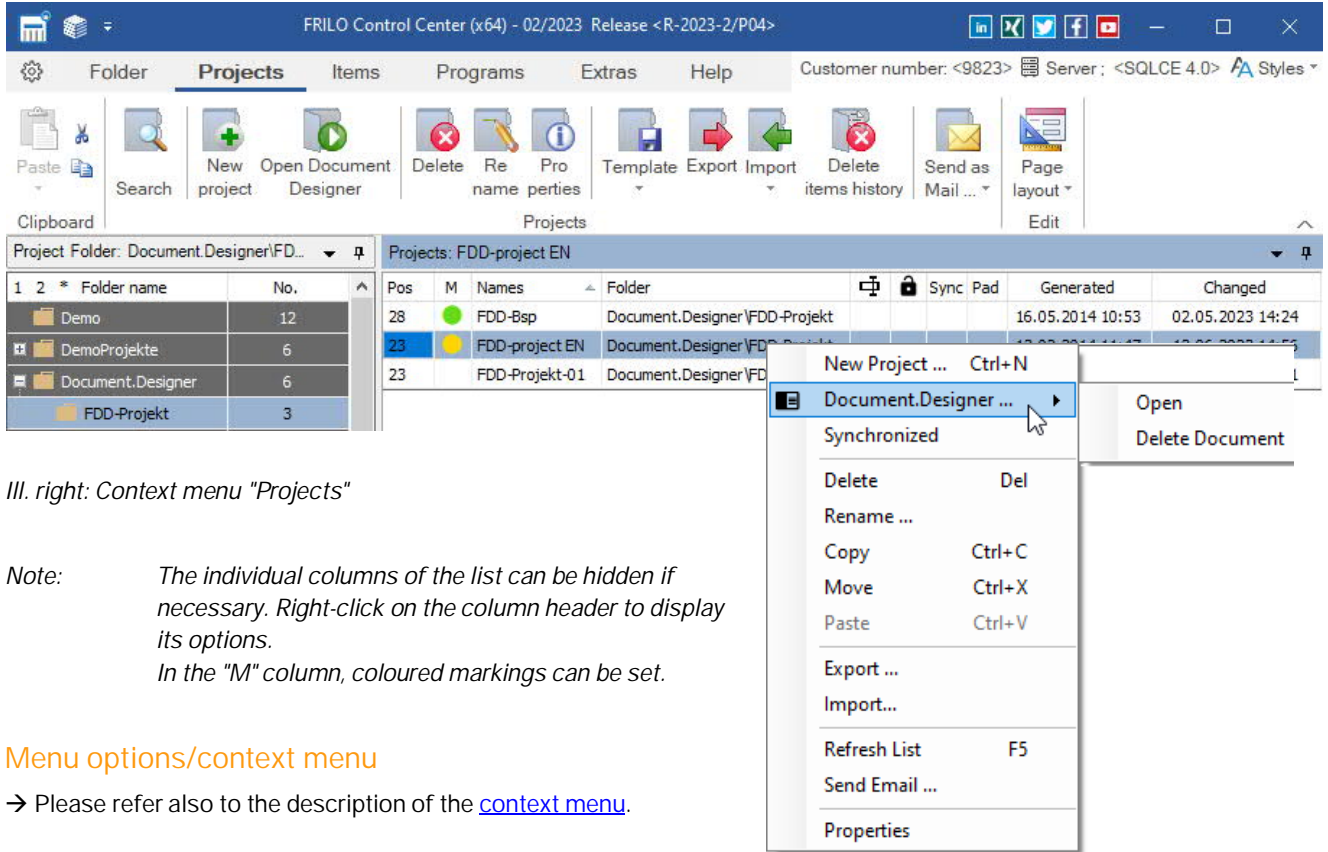 FRILO Control Center (x64) - 02/2023 Release <R-2023-2/P04>
Folder Projects Items Programs Extras Help Customer number: <9823> Server ; <SQLCE 4.0> Styles
Paste Search New project Open Document Designer Delete Re name Pro perties Template Export Import Delete items history Send as Mail ... Page layout
Clipboard Projects Edit
Project Folder: Document.Designer\FD... Projects: FDD-project EN
1 2 * Folder name No. Pos M Names Folder Sync Pad Generated Changed
Demo 12 28 FDD-Bsp Document.Designer\FDD-Projekt 16.05.2014 10:53 02.05.2023 14:24
DemoProjekte 6 23 FDD-project EN
Document.Designer 6 23 FDD-Projekt-01
FDD-Projekt 3
New Project ... Ctrl+N
Document.Designer ...
Open
Delete Document
Synchronized
Delete Del
Rename ...
Copy Ctrl+C
Move Ctrl+X
Paste Ctrl+V
Export ...
Import...
Refresh List F5
Send Email ...
Properties
Ill. right: Context menu "Projects"
Note: The individual columns of the list can be hidden if
necessary. Right-click on the column header to display
its options.
In the "M" column, coloured markings can be set.
Menu options/context menu
→ Please refer also to the description of the context menu.